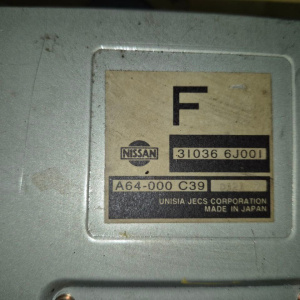 F
NISSAN
31036 6J001
A64-000 C39
UNISIA JECS CORPORATION
MADE IN JAPAN